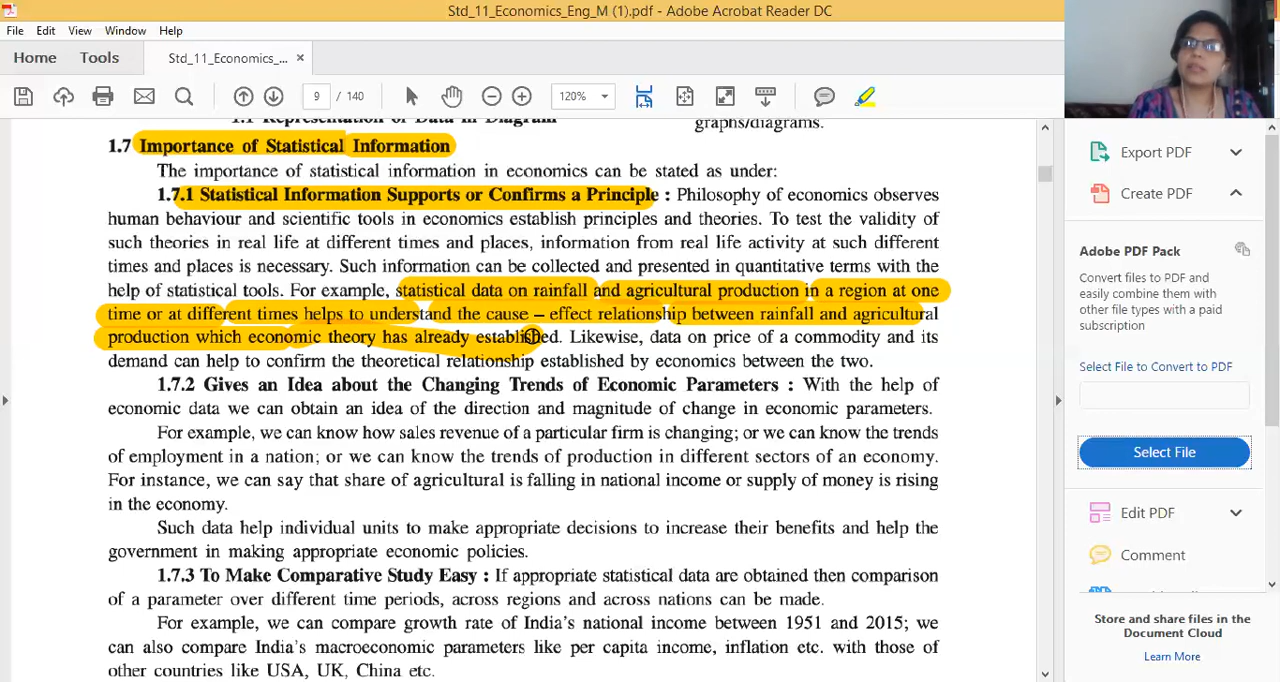 Std_11_Economics_Eng_M (1).pdf - Adobe Acrobat Reader DC
File Edit View Window Help
Home Tools Std_11_Economics_... ×
9 / 140 120%
1.1 Representation of Data in Diagram
graphs/diagrams.
1.7 Importance of Statistical Information
The importance of statistical information in economics can be stated as under:
1.7.1 Statistical Information Supports or Confirms a Principle : Philosophy of economics observes
human behaviour and scientific tools in economics establish principles and theories. To test the validity of
such theories in real life at different times and places, information from real life activity at such different
times and places is necessary. Such information can be collected and presented in quantitative terms with the
help of statistical tools. For example, statistical data on rainfall and agricultural production in a region at one
time or at different times helps to understand the cause – effect relationship between rainfall and agricultural
production which economic theory has already established. Likewise, data on price of a commodity and its
demand can help to confirm the theoretical relationship established by economics between the two.
1.7.2 Gives an Idea about the Changing Trends of Economic Parameters : With the help of
economic data we can obtain an idea of the direction and magnitude of change in economic parameters.
For example, we can know how sales revenue of a particular firm is changing; or we can know the trends
of employment in a nation; or we can know the trends of production in different sectors of an economy.
For instance, we can say that share of agricultural is falling in national income or supply of money is rising
in the economy.
Such data help individual units to make appropriate decisions to increase their benefits and help the
government in making appropriate economic policies.
1.7.3 To Make Comparative Study Easy : If appropriate statistical data are obtained then comparison
of a parameter over different time periods, across regions and across nations can be made.
For example, we can compare growth rate of India's national income between 1951 and 2015; we
can also compare India's macroeconomic parameters like per capita income, inflation etc. with those of
other countries like USA, UK, China etc.
Export PDF
Create PDF
Adobe PDF Pack
Convert files to PDF and
easily combine them with
other file types with a paid
subscription
Select File to Convert to PDF
Select File
Edit PDF
Comment
Store and share files in the
Document Cloud
Learn More